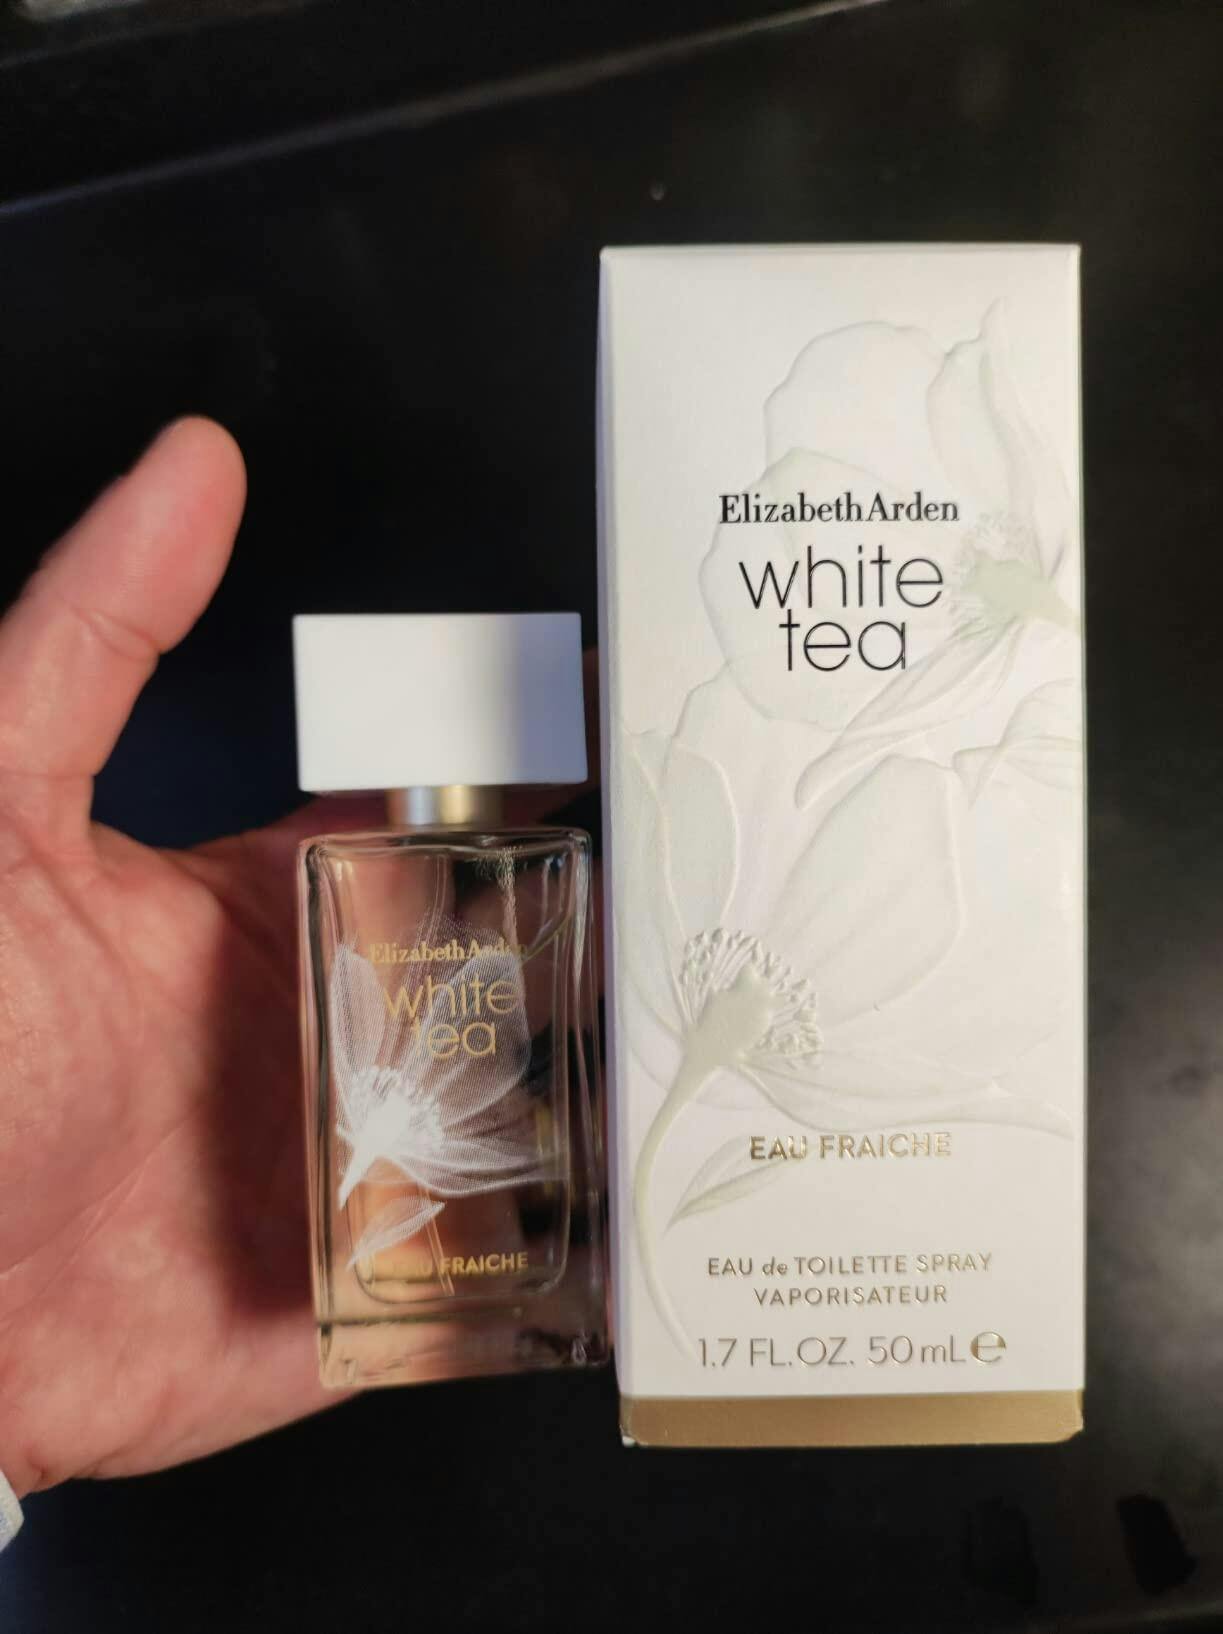 Elizabeth Arden
white
tea
EAU FRAICHE
EAU de TOILETTE SPRAY
VAPORISATEUR
1.7 FL.OZ. 50 mL e
Elizabeth Arden
white
tea
EAU FRAICHE